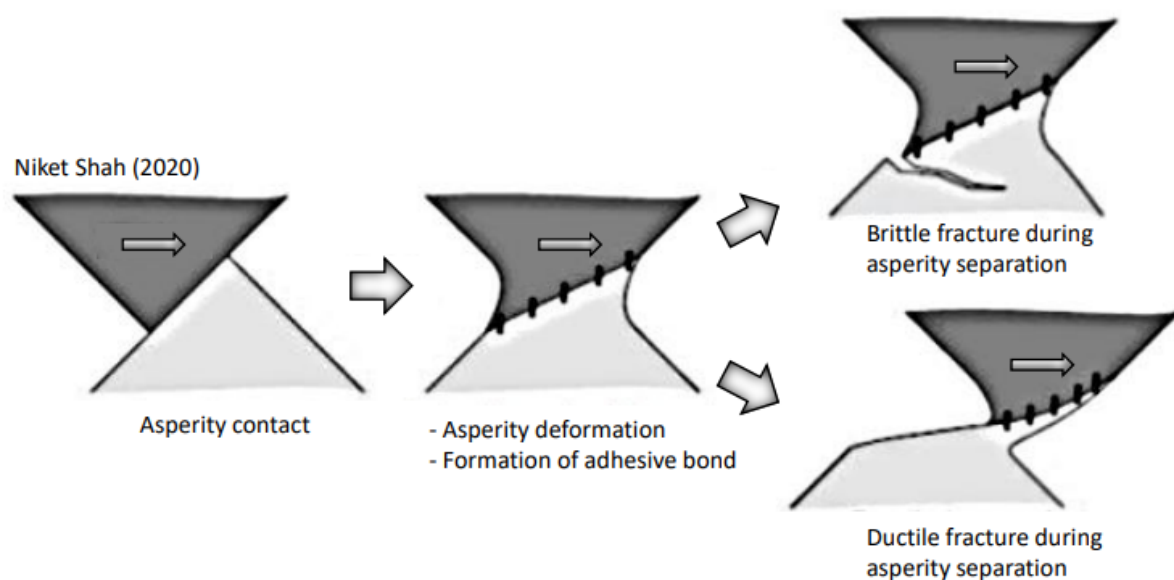 Niket Shah (2020)
Asperity contact
- Asperity deformation
- Formation of adhesive bond
Brittle fracture during
asperity separation
Ductile fracture during
asperity separation